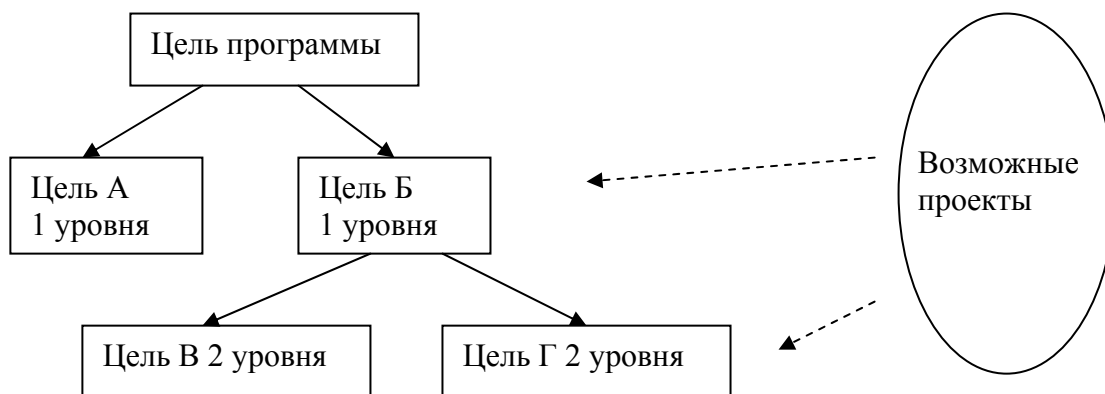 Цель программы
Цель А
1 уровня
Цель Б
1 уровня
Возможные
проекты
Цель В 2 уровня
Цель Г 2 уровня